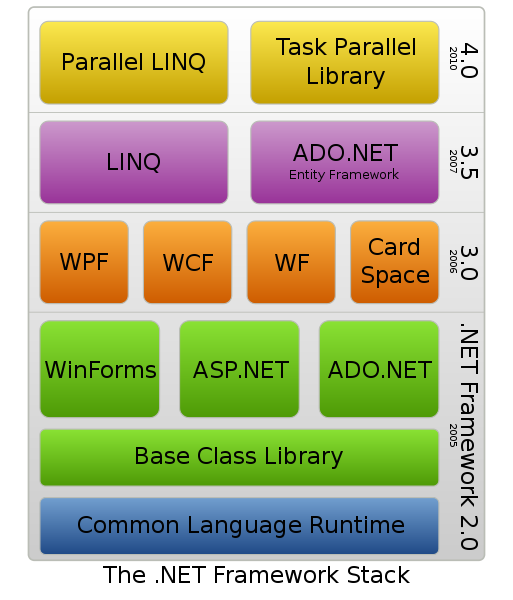 Parallel LINQ
Task Parallel
Library
4.0
2010
LINQ
ADO.NET
Entity Framework
3.5
2007
WPF
WCF
WF
Card
Space
3.0
2006
WinForms
ASP.NET
ADO.NET
Base Class Library
Common Language Runtime
.NET Framework 2.0
2005
The .NET Framework Stack